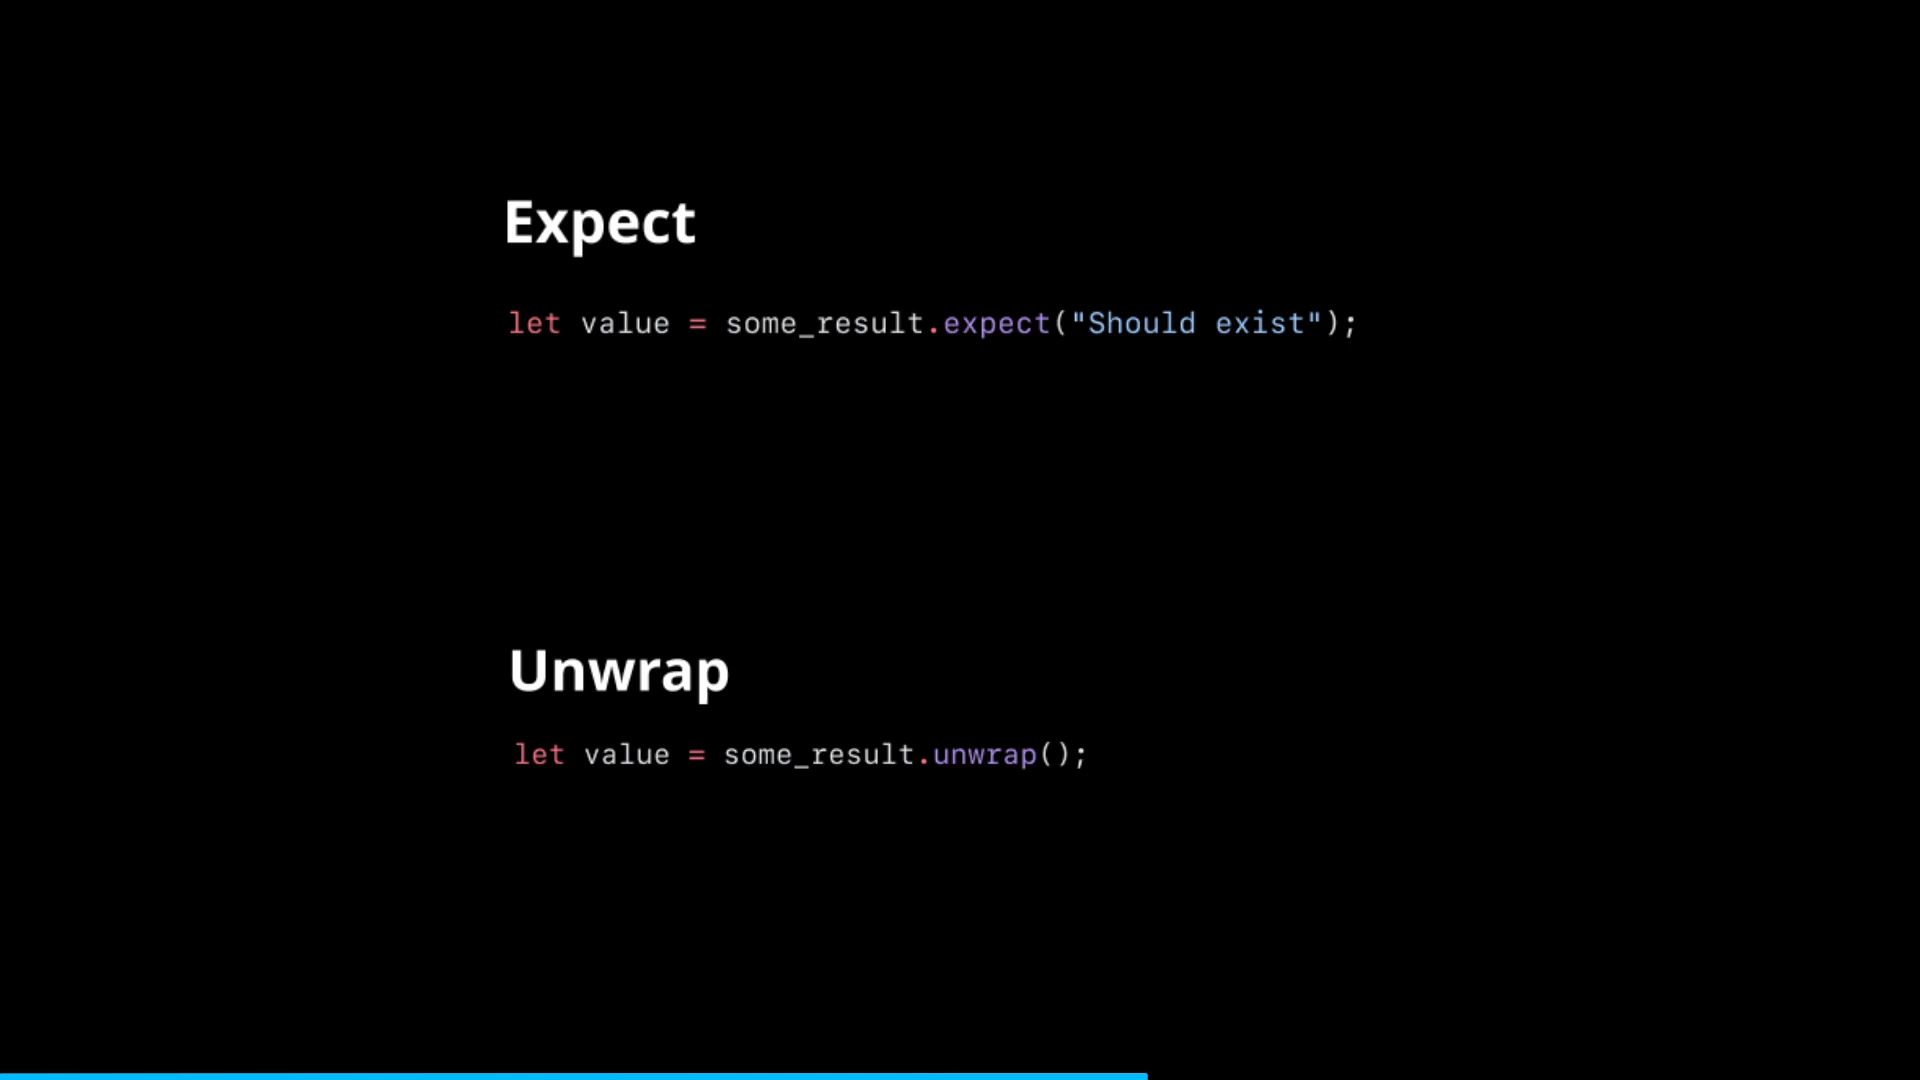 Expect
let value = some_result.expect("Should exist");
Unwrap
let value = some_result.unwrap();